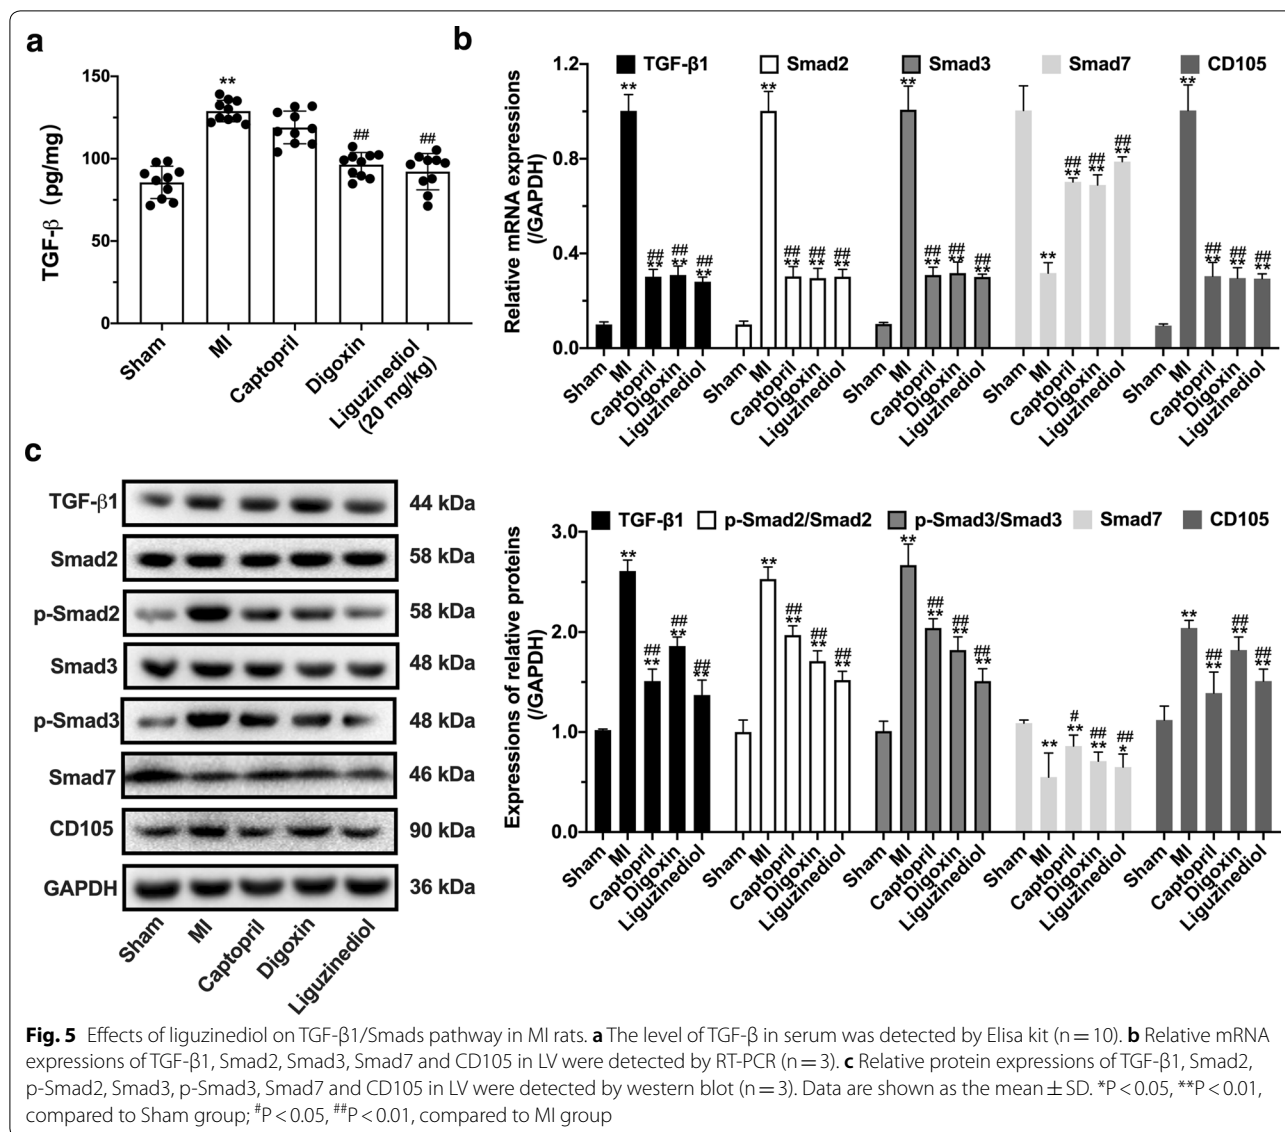 a
TGF-β (pg/mg)
150
100
50
0
**
##
##
Sham
MI
Captopril
Digoxin
Liguzinediol
(20 mg/kg)
b
TGF-β1
Smad2
Smad3
Smad7
CD105
Relative mRNA expressions
(/GAPDH)
1.2
0.8
0.4
0.0
**
##
**
##
**
##
**
**
##
**
##
**
##
**
**
##
**
##
**
##
**
**
##
**
##
**
##
**
**
##
**
##
**
##
**
Sham
MI
Captopril
Digoxin
Liguzinediol
Sham
MI
Captopril
Digoxin
Liguzinediol
Sham
MI
Captopril
Digoxin
Liguzinediol
Sham
MI
Captopril
Digoxin
Liguzinediol
Sham
MI
Captopril
Digoxin
Liguzinediol
c
TGF-β1 44 kDa
Smad2 58 kDa
p-Smad2 58 kDa
Smad3 48 kDa
p-Smad3 48 kDa
Smad7 46 kDa
CD105 90 kDa
GAPDH 36 kDa
Sham
MI
Captopril
Digoxin
Liguzinediol
TGF-β1
p-Smad2/Smad2
p-Smad3/Smad3
Smad7
CD105
Expressions of relative proteins
(/GAPDH)
3.0
2.0
1.0
0.0
**
##
**
##
**
##
**
**
##
**
##
**
##
**
**
##
**
##
**
##
**
**
#
**
##
**
##
*
**
##
**
##
**
##
**
Sham
MI
Captopril
Digoxin
Liguzinediol
Sham
MI
Captopril
Digoxin
Liguzinediol
Sham
MI
Captopril
Digoxin
Liguzinediol
Sham
MI
Captopril
Digoxin
Liguzinediol
Sham
MI
Captopril
Digoxin
Liguzinediol
Fig. 5 Effects of liguzinediol on TGF-β1/Smads pathway in MI rats. a The level of TGF-β in serum was detected by Elisa kit (n = 10). b Relative mRNA
expressions of TGF-β1, Smad2, Smad3, Smad7 and CD105 in LV were detected by RT-PCR (n = 3). c Relative protein expressions of TGF-β1, Smad2,
p-Smad2, Smad3, p-Smad3, Smad7 and CD105 in LV were detected by western blot (n = 3). Data are shown as the mean ± SD. *P < 0.05, **P < 0.01,
compared to Sham group; #P < 0.05, ##P < 0.01, compared to MI group